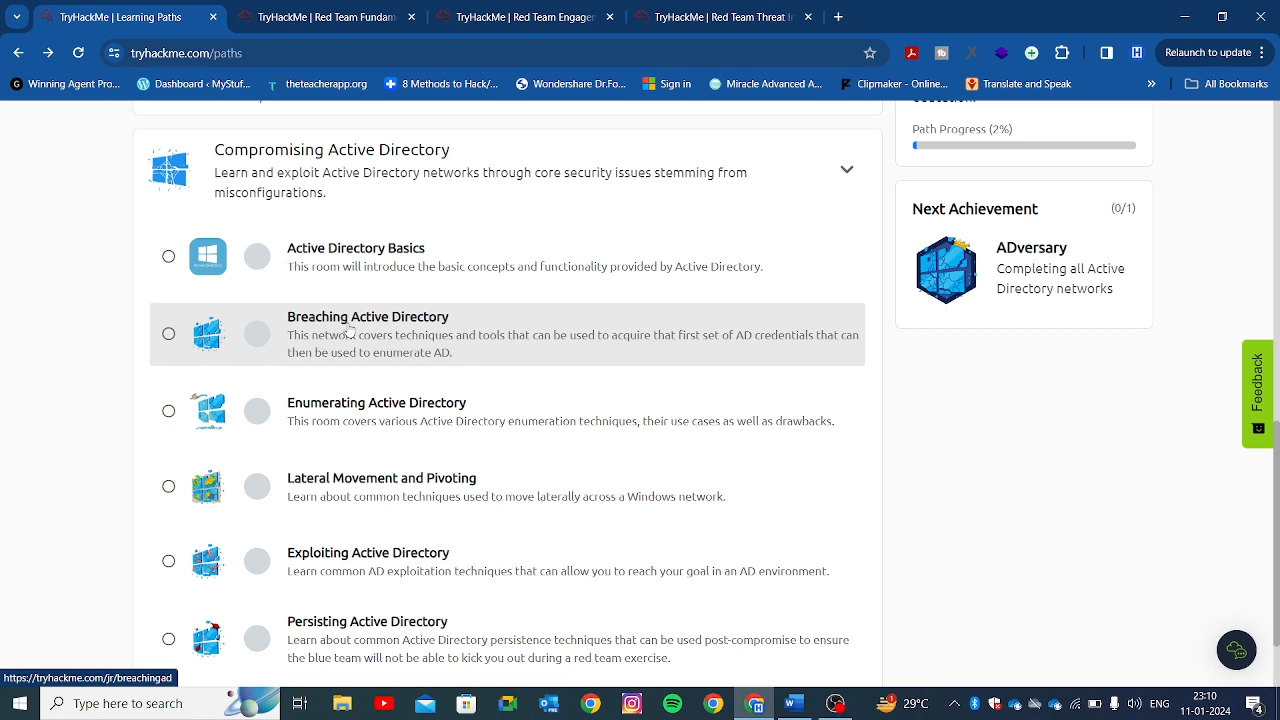 TryHackMe | Learning Paths
TryHackMe | Red Team Fundam
TryHackMe | Red Team Engager
TryHackMe | Red Team Threat In
tryhackme.com/paths
Relaunch to update
Winning Agent Pro...
Dashboard ‹ MyStuf...
theteacherapp.org
8 Methods to Hack/...
Wondershare Dr.Fo...
Sign in
Miracle Advanced A...
Clipmaker - Online...
Translate and Speak
All Bookmarks
Compromising Active Directory
Learn and exploit Active Directory networks through core security issues stemming from
misconfigurations.
Active Directory Basics
This room will introduce the basic concepts and functionality provided by Active Directory.
Breaching Active Directory
This network covers techniques and tools that can be used to acquire that first set of AD credentials that can
then be used to enumerate AD.
Enumerating Active Directory
This room covers various Active Directory enumeration techniques, their use cases as well as drawbacks.
Lateral Movement and Pivoting
Learn about common techniques used to move laterally across a Windows network.
Exploiting Active Directory
Learn common AD exploitation techniques that can allow you to reach your goal in an AD environment.
Persisting Active Directory
Learn about common Active Directory persistence techniques that can be used post-compromise to ensure
the blue team will not be able to kick you out during a red team exercise.
Path Progress (2%)
Next Achievement (0/1)
ADversary
Completing all Active
Directory networks
Feedback
https://tryhackme.com/jr/breachingad
Type here to search
29°C
ENG
23:10
11-01-2024